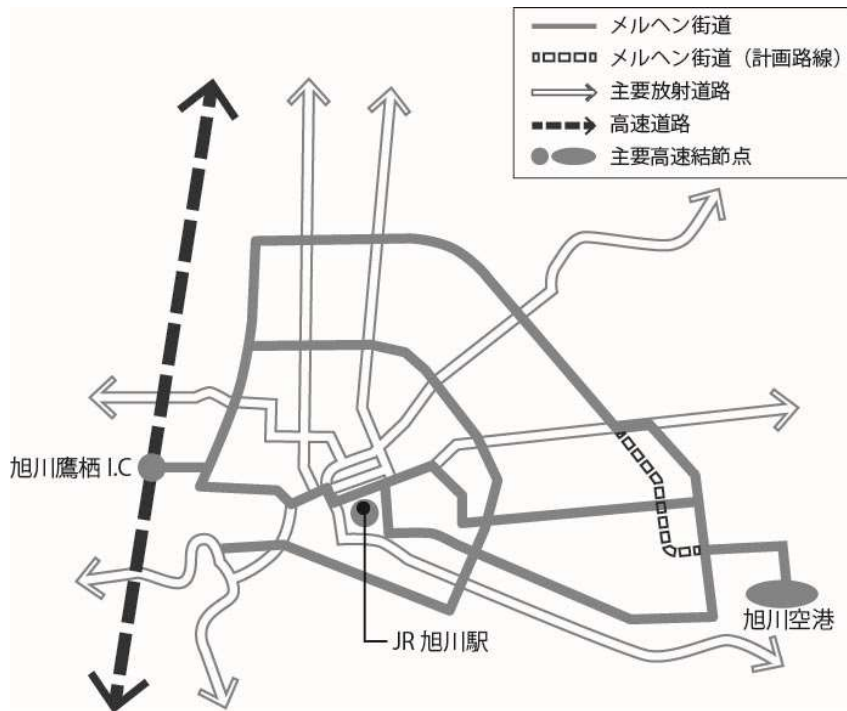 メルヘン街道
メルヘン街道（計画路線）
主要放射道路
高速道路
主要高速結節点
旭川鷹栖 I.C
旭川空港
JR 旭川駅